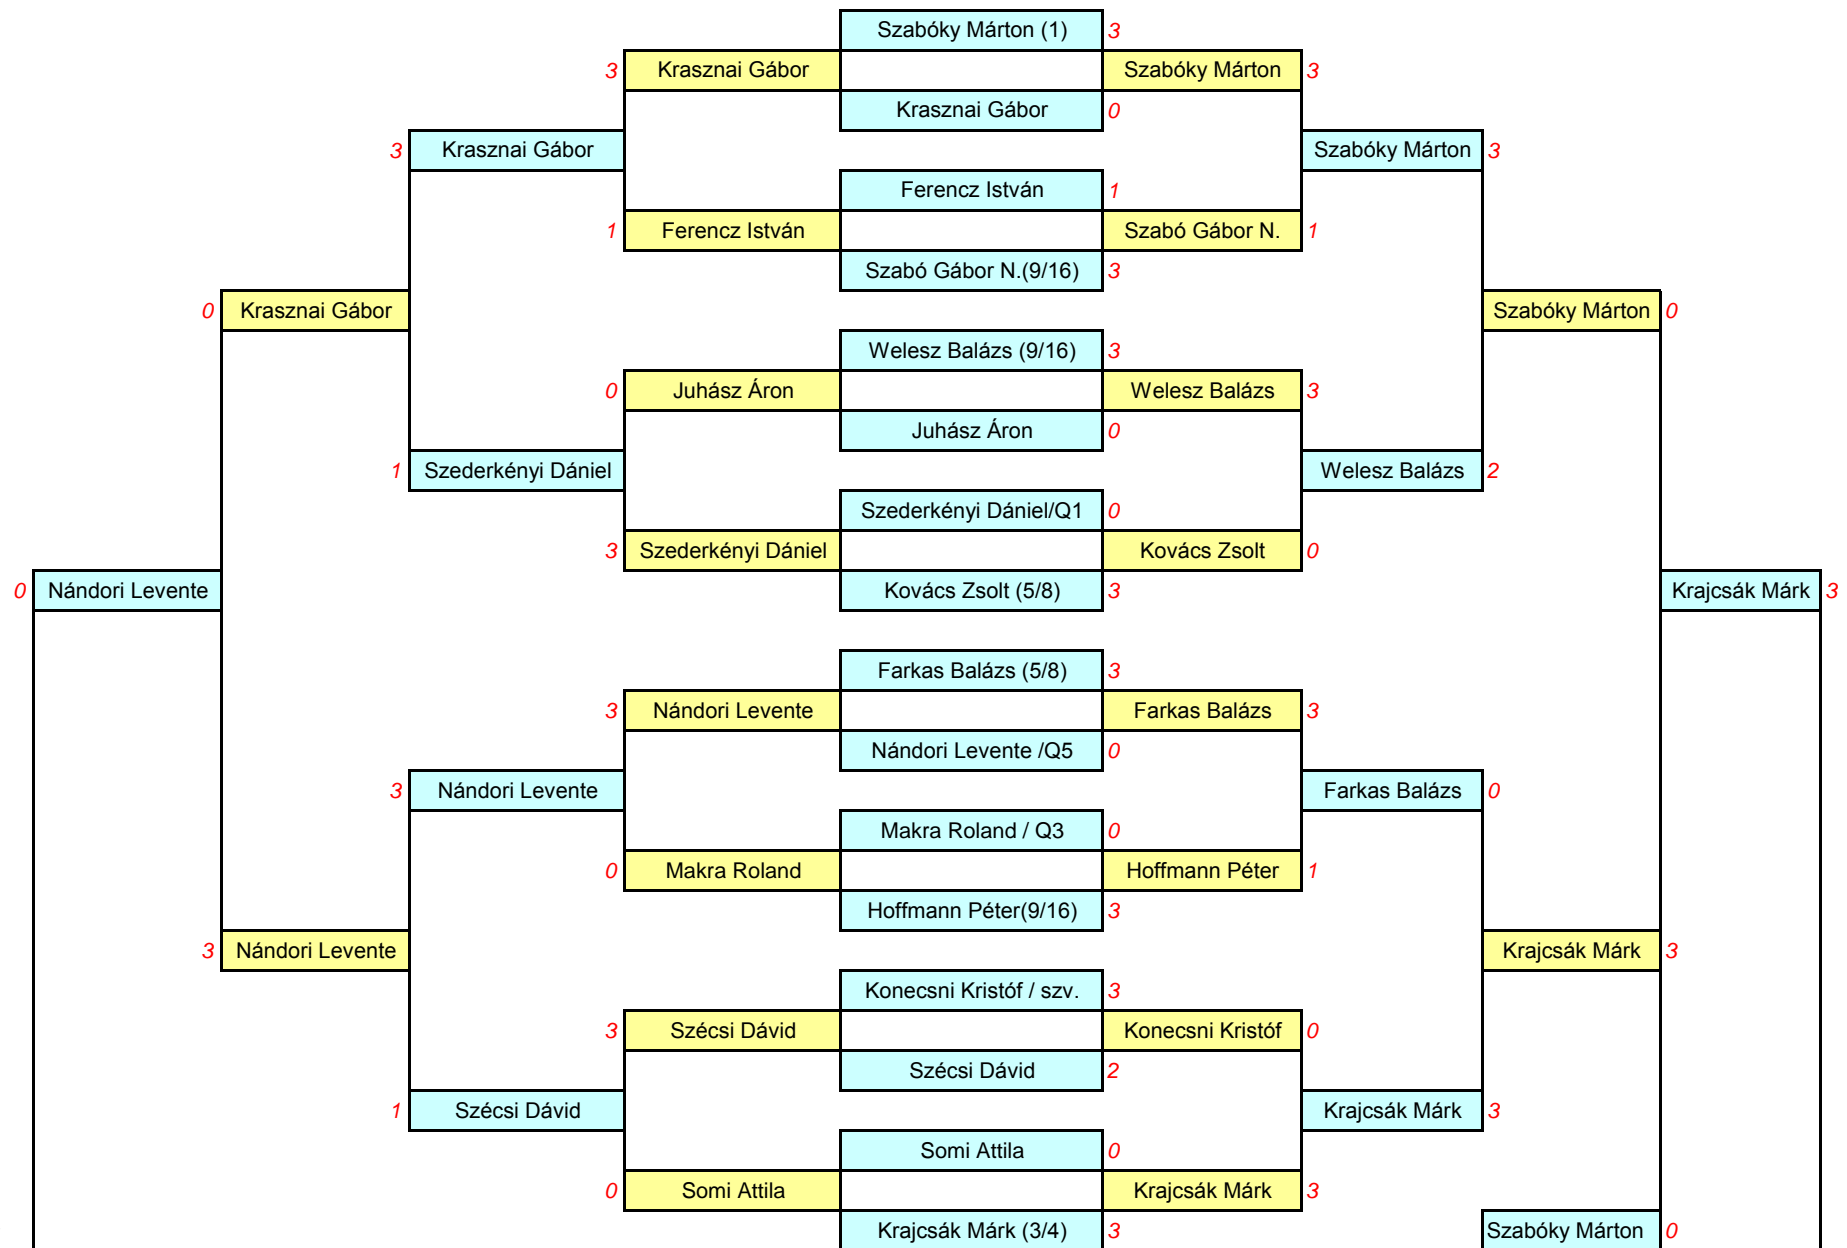 Szabóky Márton (1) 3
3 Krasznai Gábor Szabóky Márton 3
Krasznai Gábor 0
3 Krasznai Gábor Szabóky Márton 3
Ferencz István 1
1 Ferencz István Szabó Gábor N. 1
Szabó Gábor N.(9/16) 3
0 Krasznai Gábor Szabóky Márton 0
Welesz Balázs (9/16) 3
0 Juhász Áron Welesz Balázs 3
Juhász Áron 0
1 Szederkényi Dániel Welesz Balázs 2
Szederkényi Dániel/Q1 0
3 Szederkényi Dániel Kovács Zsolt 0
0 Nándori Levente Kovács Zsolt (5/8) 3 Krajcsák Márk 3
Farkas Balázs (5/8) 3
3 Nándori Levente Farkas Balázs 3
Nándori Levente /Q5 0
3 Nándori Levente Farkas Balázs 0
Makra Roland / Q3 0
0 Makra Roland Hoffmann Péter 1
Hoffmann Péter(9/16) 3
3 Nándori Levente Krajcsák Márk 3
Konecsni Kristóf / szv. 3
3 Szécsi Dávid Konecsni Kristóf 0
Szécsi Dávid 2
1 Szécsi Dávid Krajcsák Márk 3
Somi Attila 0
0 Somi Attila Krajcsák Márk 3
Krajcsák Márk (3/4) 3 Szabóky Márton 0